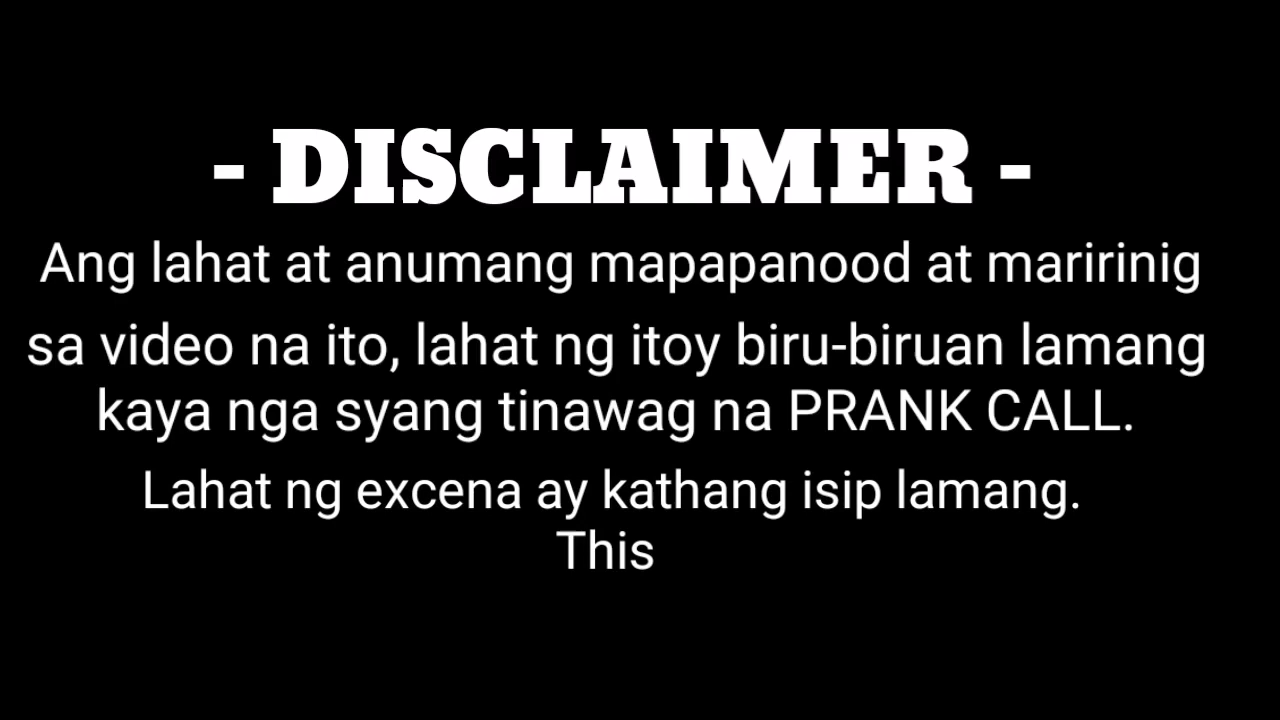 - DISCLAIMER -
Ang lahat at anumang mapapanood at maririnig
sa video na ito, lahat ng itoy biru-biruan lamang
kaya nga syang tinawag na PRANK CALL.
Lahat ng excena ay kathang isip lamang.
This